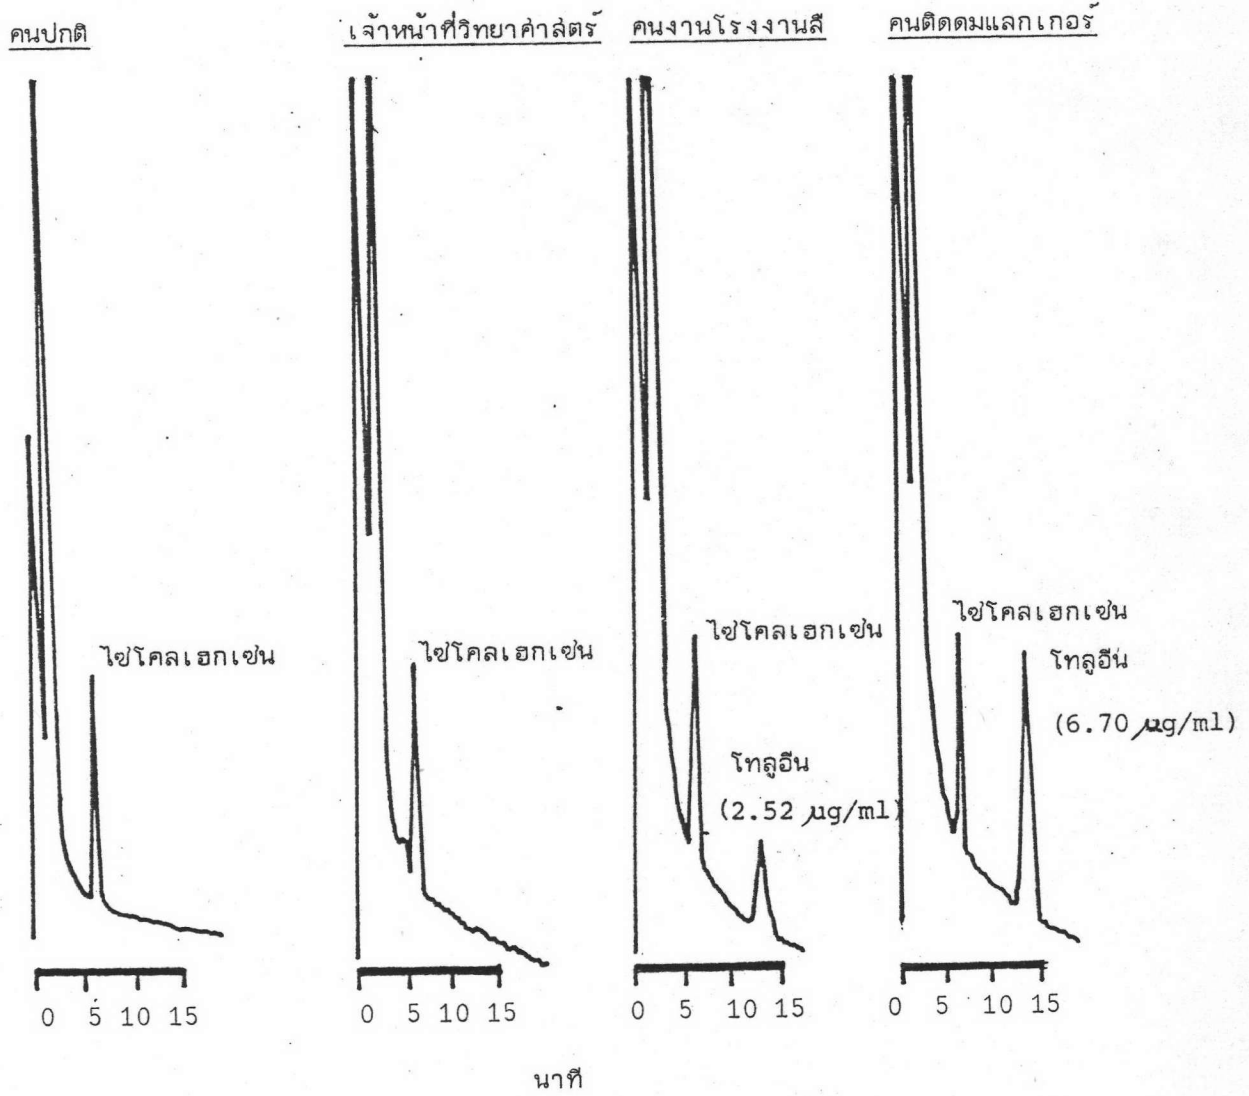 คนปกติ
เจ้าหน้าที่วิทยาศาสตร์
คนงานโรงงานสี
คนติดดมแลกเกอร์
ไซโคลเฮกเซน
ไซโคลเฮกเซน
ไซโคลเฮกเซน
โทลูอีน
(2.52 µg/ml)
ไซโคลเฮกเซน
โทลูอีน
(6.70 µg/ml)
0 5 10 15
0 5 10 15
0 5 10 15
0 5 10 15
นาที